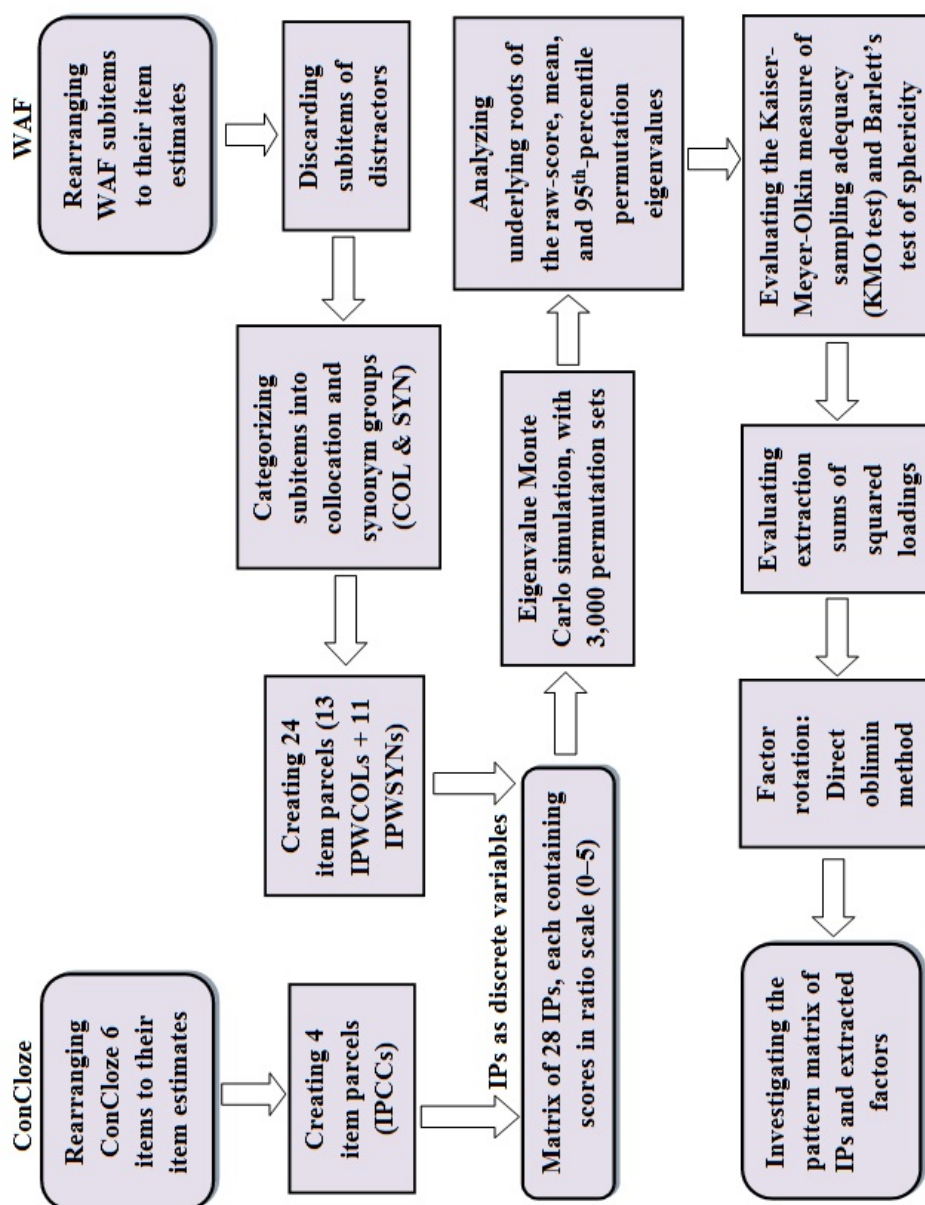 ConCloze
Rearranging
ConCloze 6
items to their
item estimates
Creating 4
item parcels
(IPCCs)
WAF
Rearranging
WAF subitems
to their item
estimates
Discarding
subitems of
distractors
Categorizing
subitems into
collocation and
synonym groups
(COL & SYN)
Creating 24
item parcels (13
IPWCOLs + 11
IPWSYNs)
IPs as discrete variables
Matrix of 28 IPs, each containing
scores in ratio scale (0–5)
Eigenvalue Monte
Carlo simulation, with
3,000 permutation sets
Analyzing
underlying roots of
the raw-score, mean,
and 95th-percentile
permutation
eigenvalues
Evaluating the Kaiser-
Meyer-Olkin measure of
sampling adequacy
(KMO test) and Barlett’s
test of sphericity
Evaluating
extraction
sums of
squared
loadings
Factor
rotation:
Direct
oblimin
method
Investigating the
pattern matrix of
IPs and extracted
factors